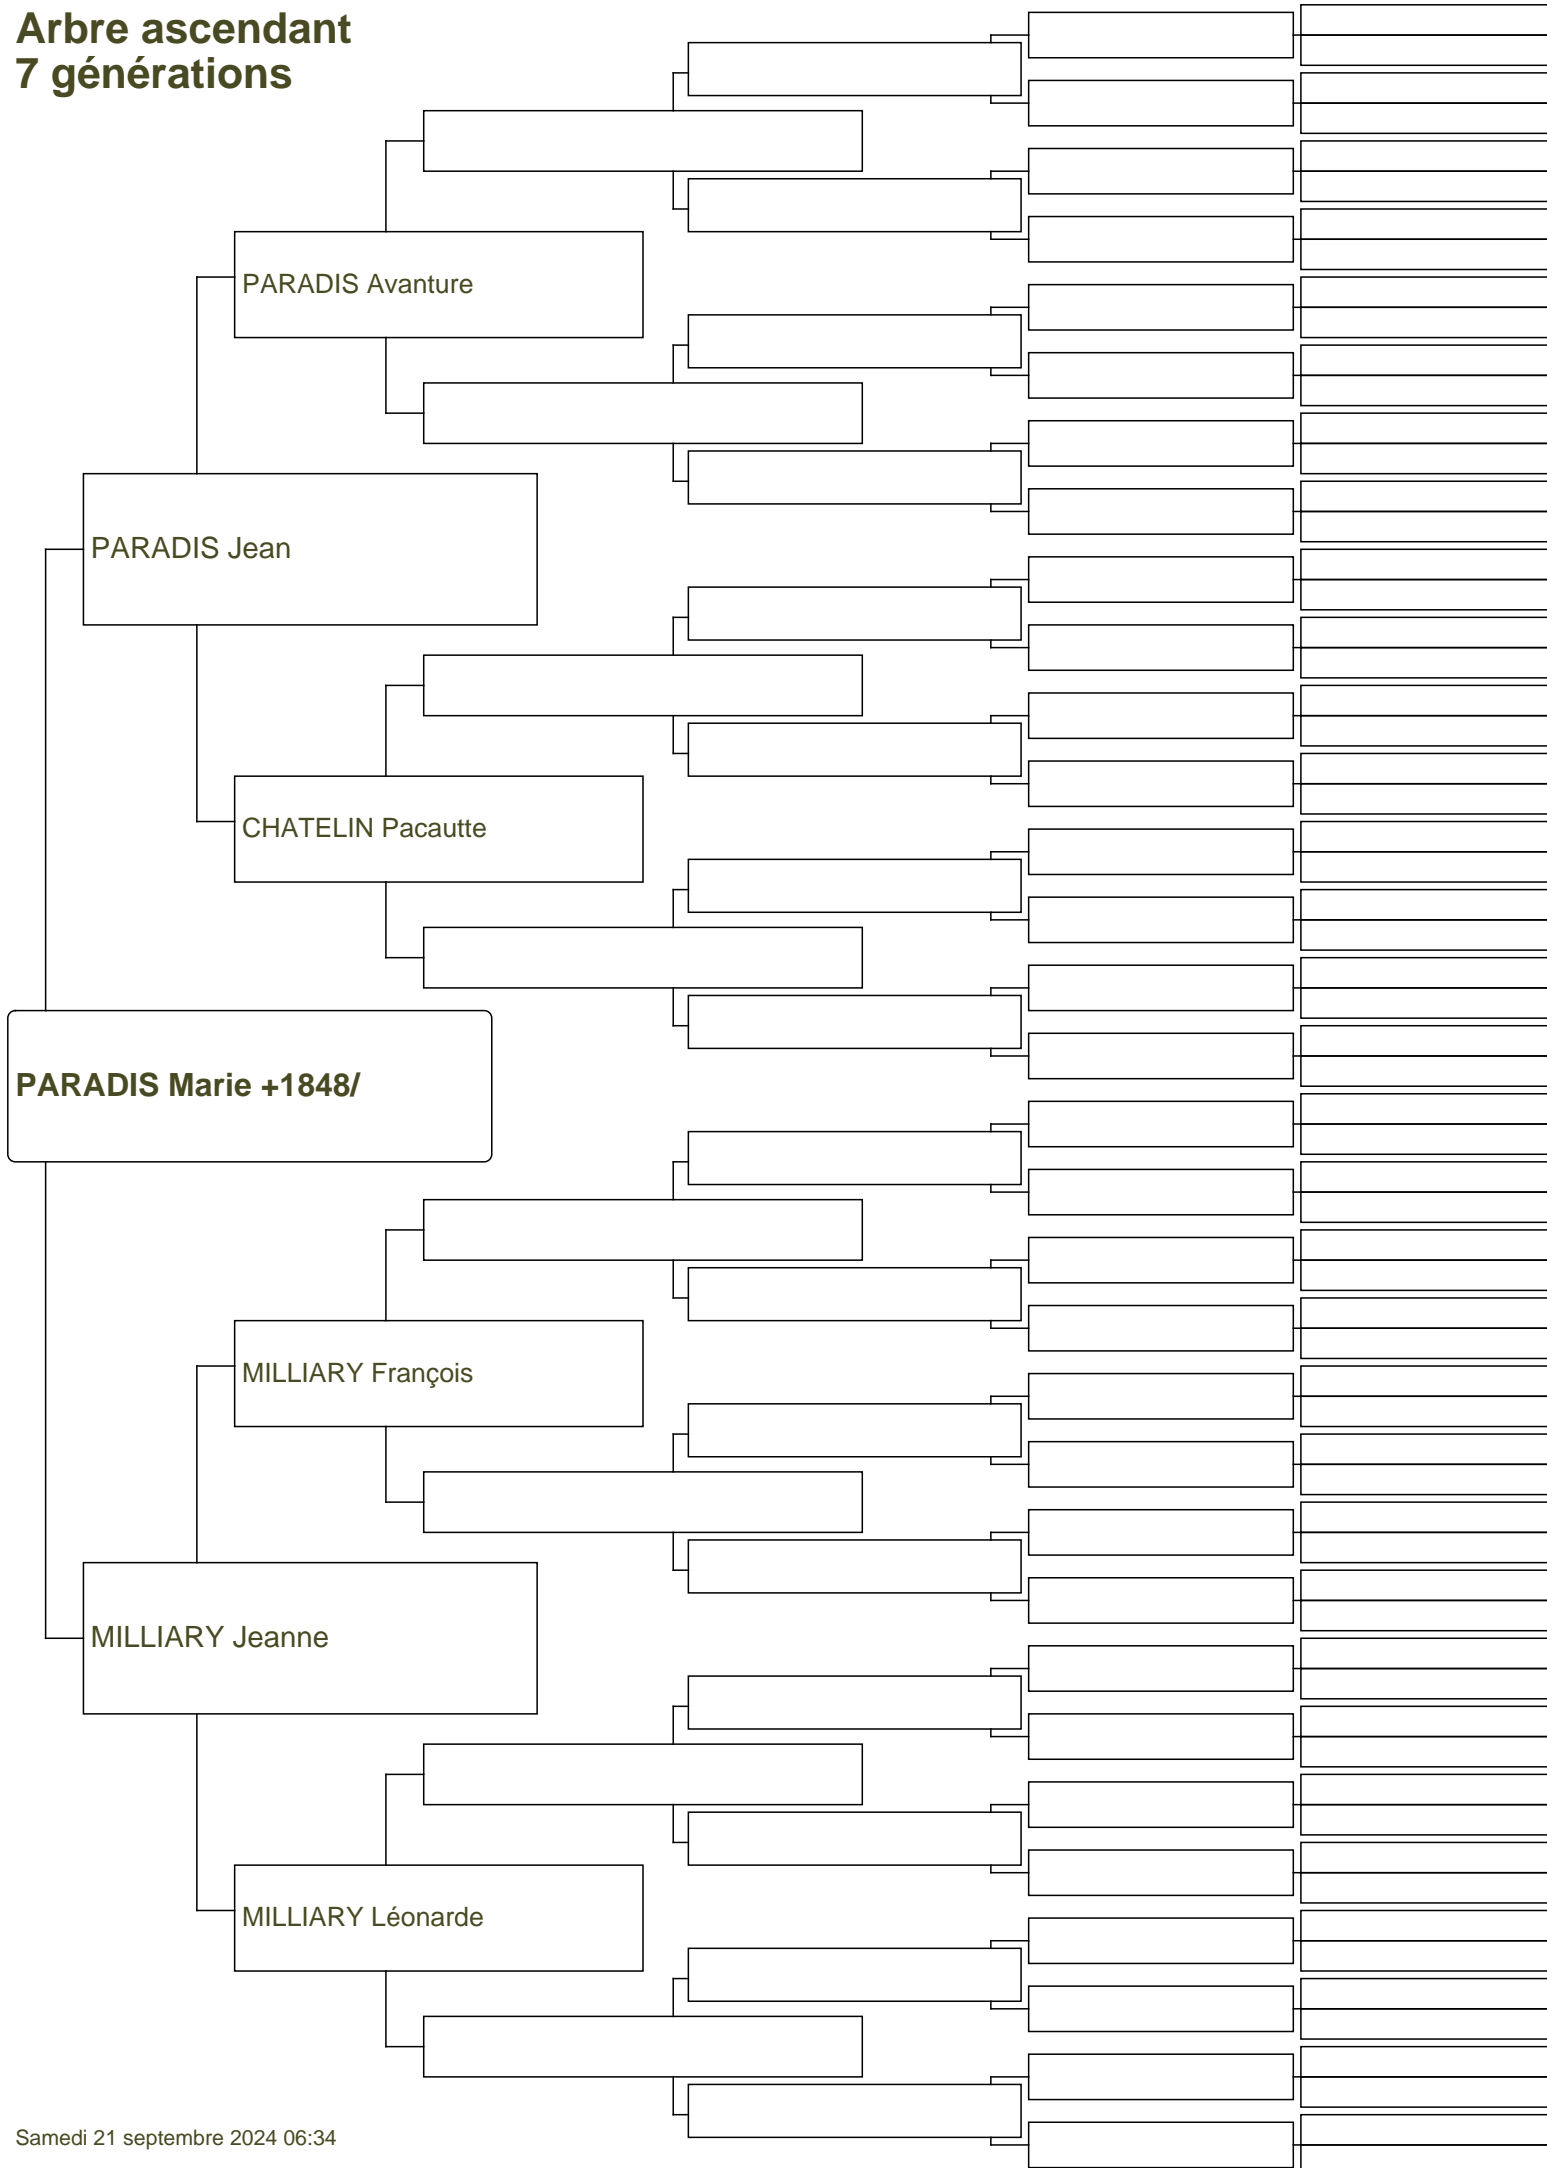 Arbre ascendant
7 générations
PARADIS Avanture
PARADIS Jean
CHATELIN Pacautte
PARADIS Marie +1848/
MILLIARY François
MILLIARY Jeanne
MILLIARY Léonarde
Samedi 21 septembre 2024 06:34